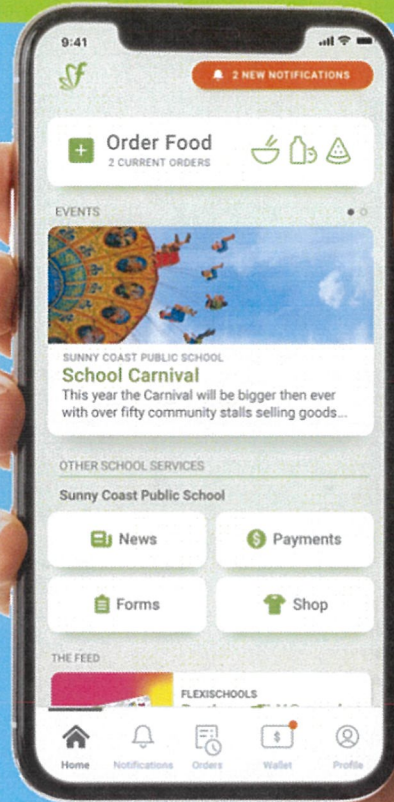 9:41
f
2 NEW NOTIFICATIONS
Order Food
2 CURRENT ORDERS
EVENTS
SUNNY COAST PUBLIC SCHOOL
School Carnival
This year the Carnival will be bigger then ever
with over fifty community stalls selling goods...
OTHER SCHOOL SERVICES
Sunny Coast Public School
News
Payments
Forms
Shop
THE FEED
FLEXISCHOOLS
Home
Notifications
Orders
Wallet
Profile